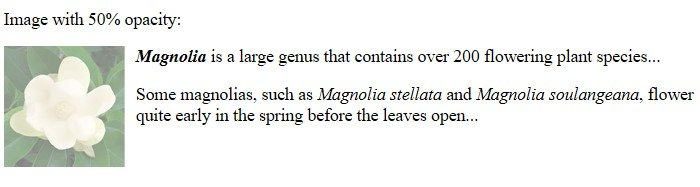 Image with 50% opacity:
Magnolia is a large genus that contains over 200 flowering plant species...
Some magnolias, such as Magnolia stellata and Magnolia soulangeana, flower
quite early in the spring before the leaves open...